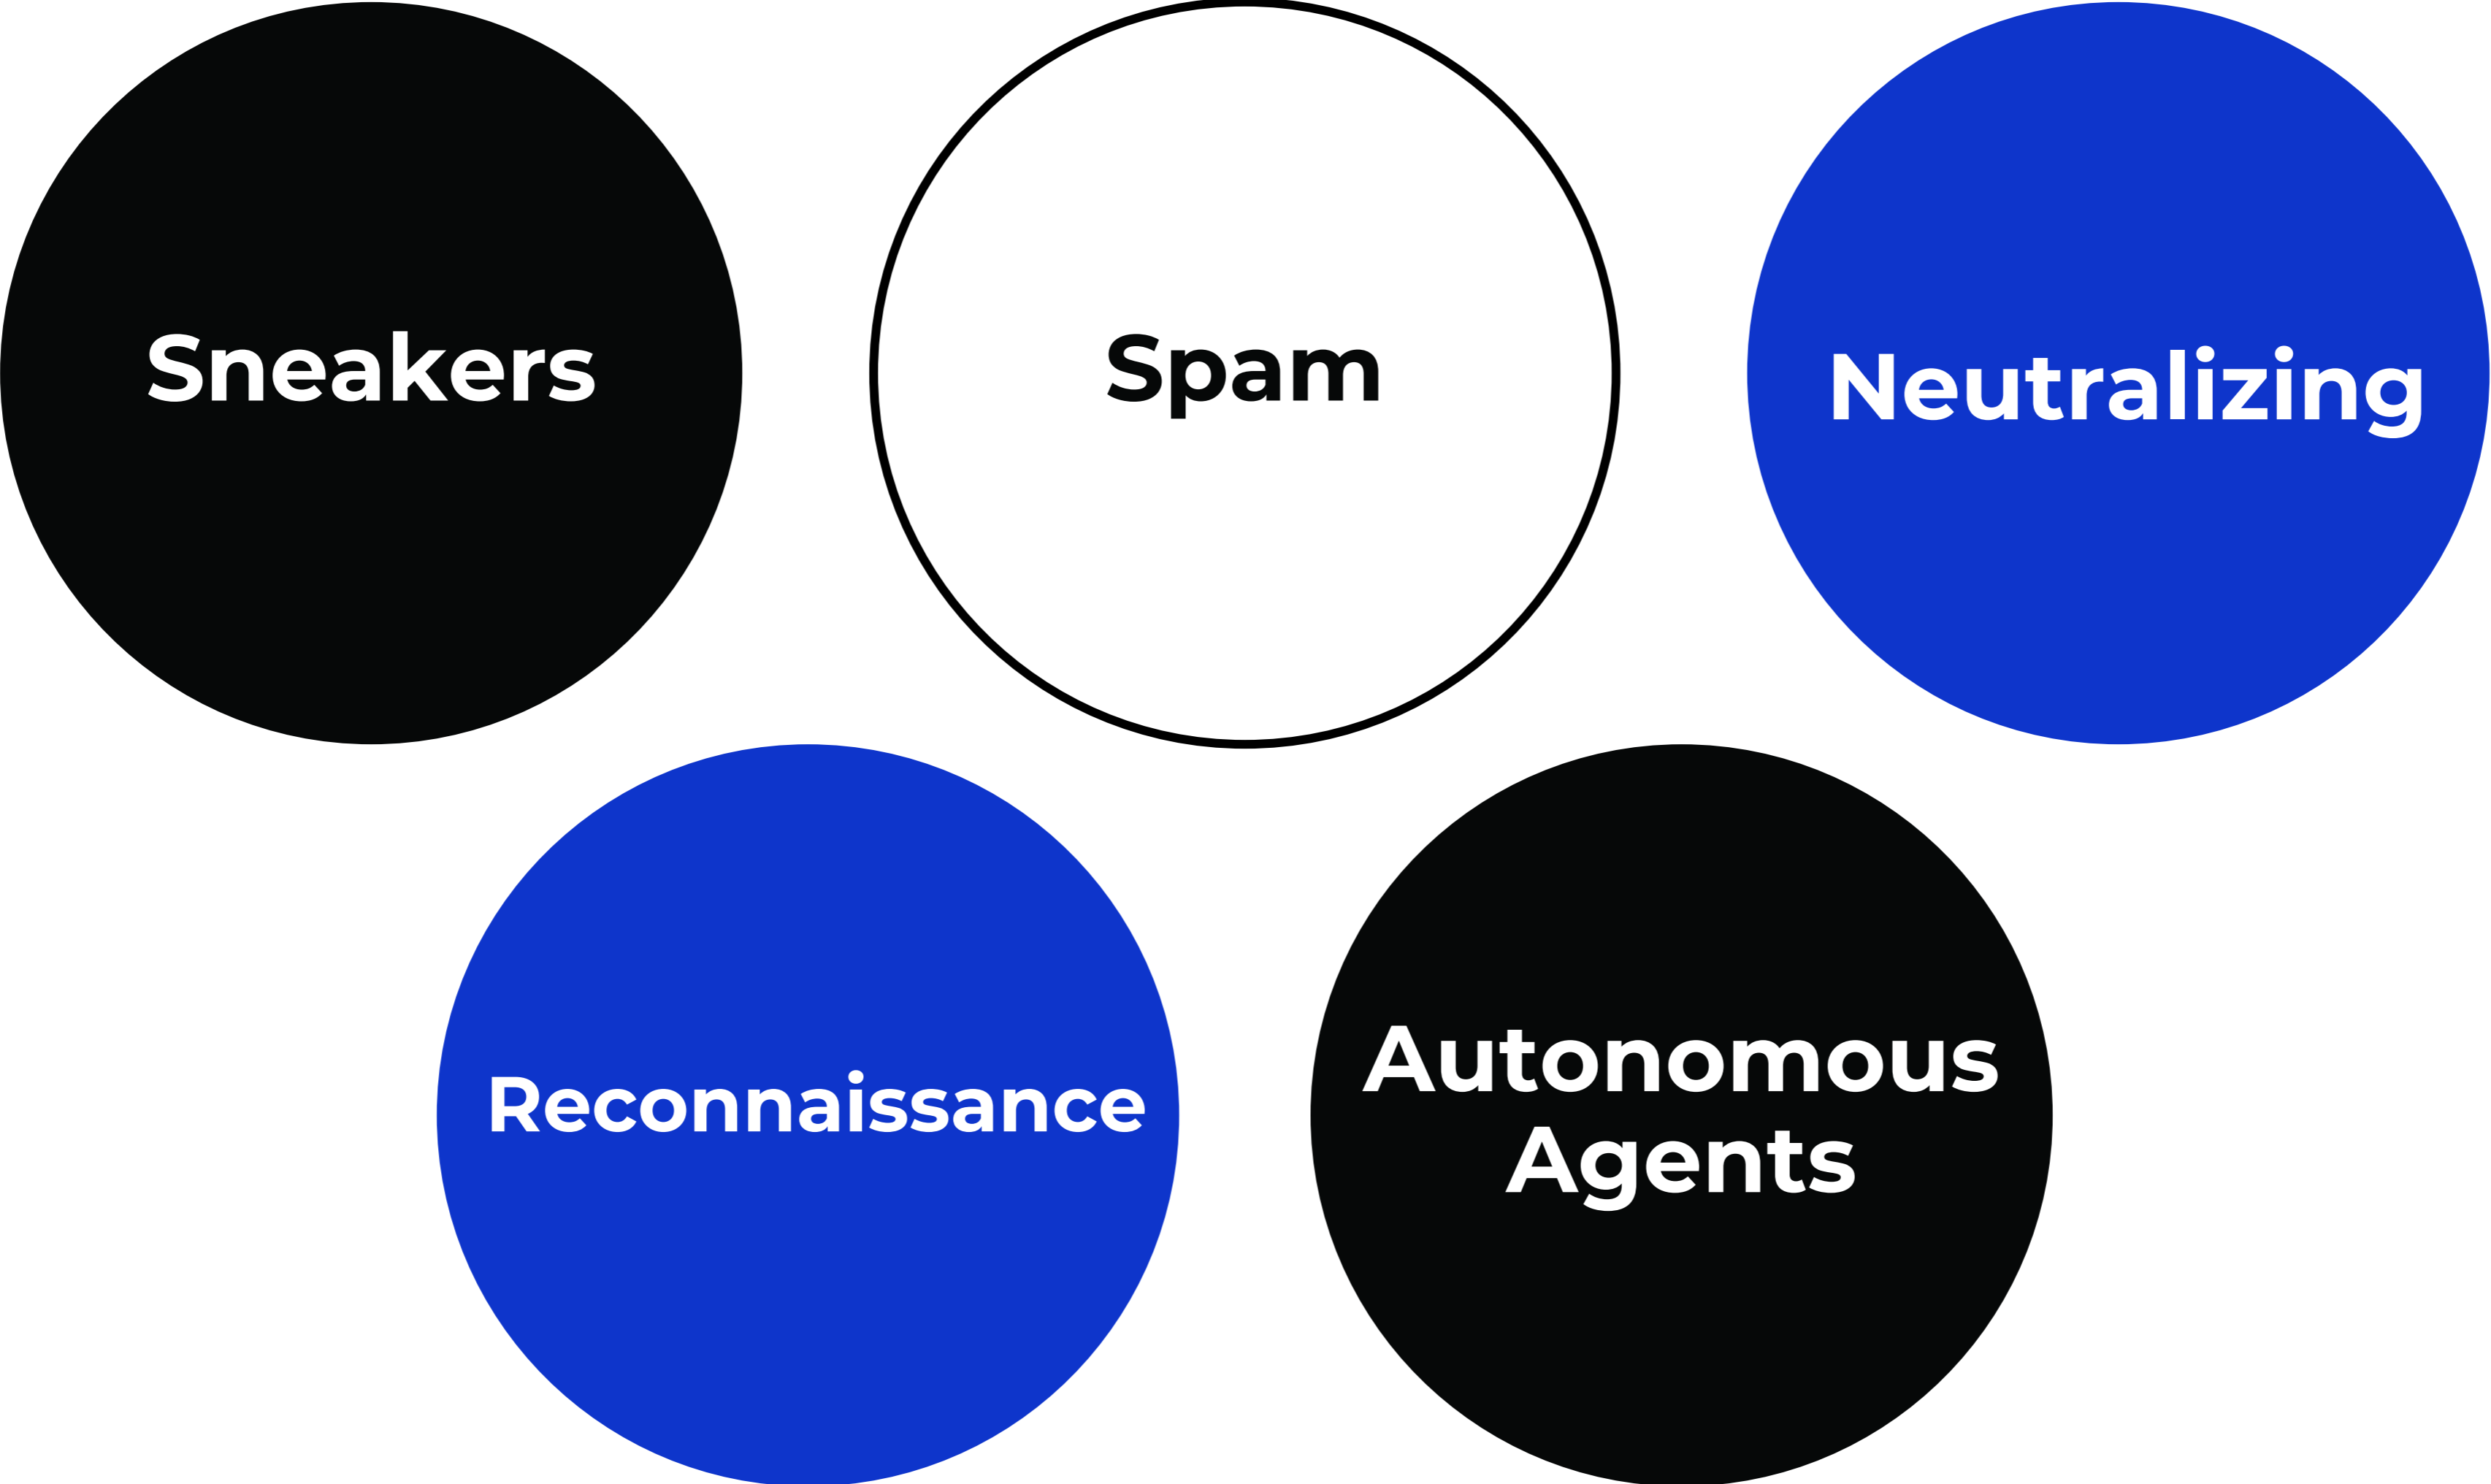 Sneakers
Spam
Neutralizing
Reconnaissance
Autonomous
Agents